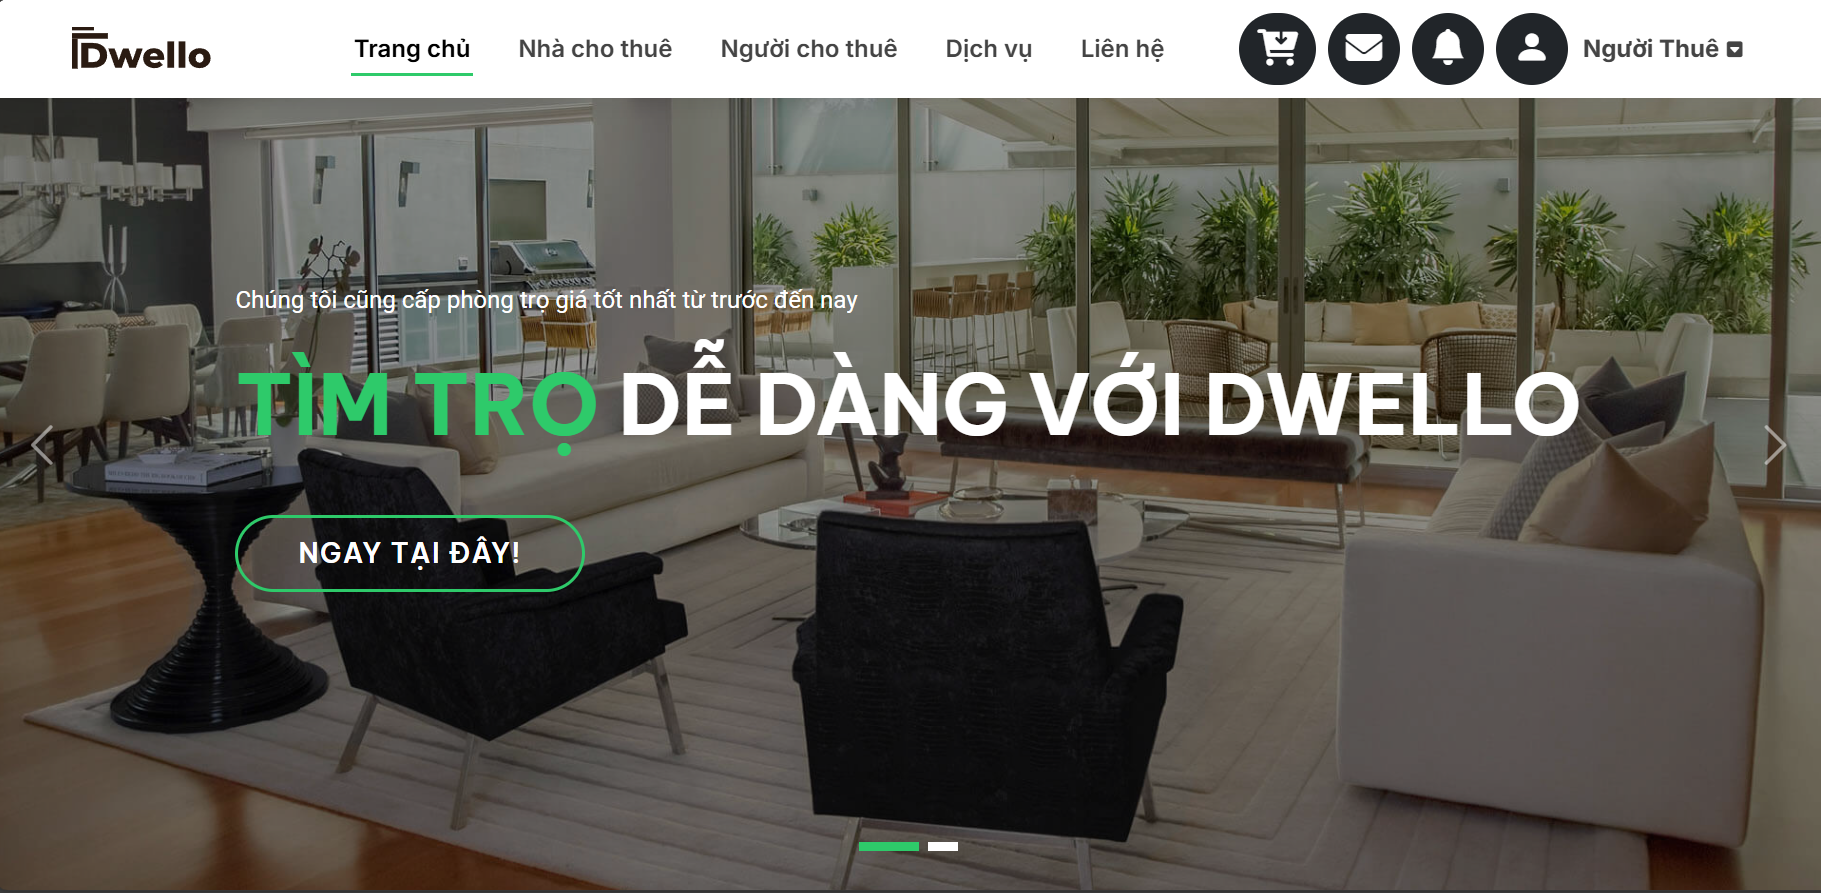 Dwello
Trang chủ
Nhà cho thuê
Người cho thuê
Dịch vụ
Liên hệ
Người Thuê
Chúng tôi cũng cấp phòng trọ giá tốt nhất từ trước đến nay
TÌM TRỌ DỄ DÀNG VỚI DWELLO
NGAY TẠI ĐÂY!